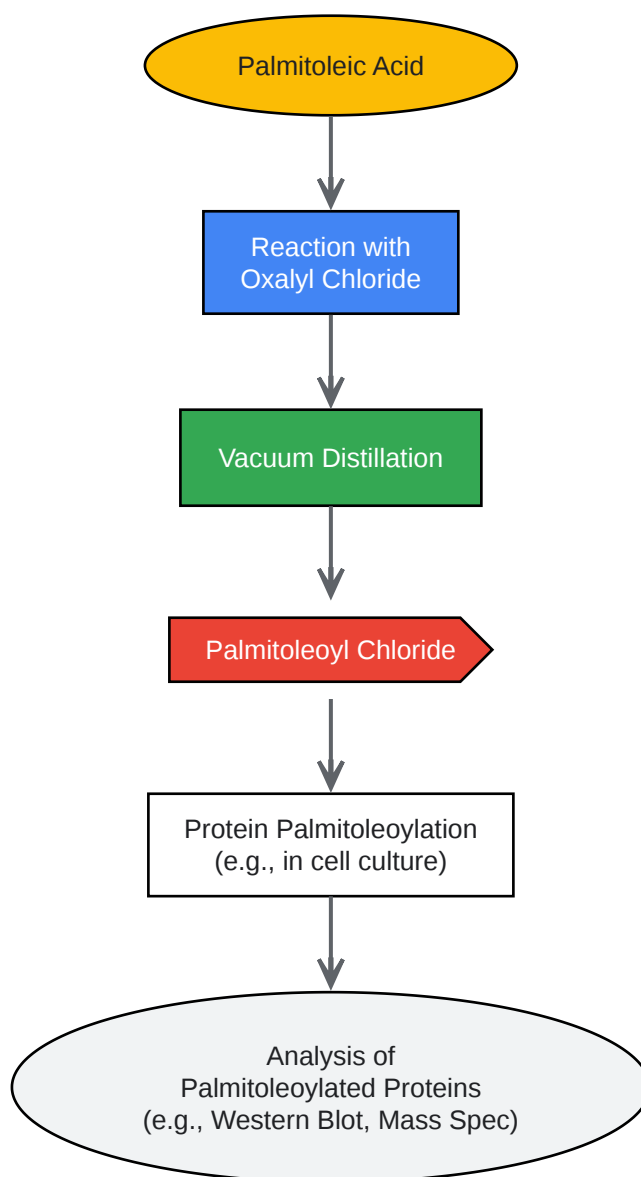 Palmitoleic Acid
Reaction with
Oxalyl Chloride
Vacuum Distillation
Palmitoleoyl Chloride
Protein Palmitoleoylation
(e.g., in cell culture)
Analysis of
Palmitoleoylated Proteins
(e.g., Western Blot, Mass Spec)